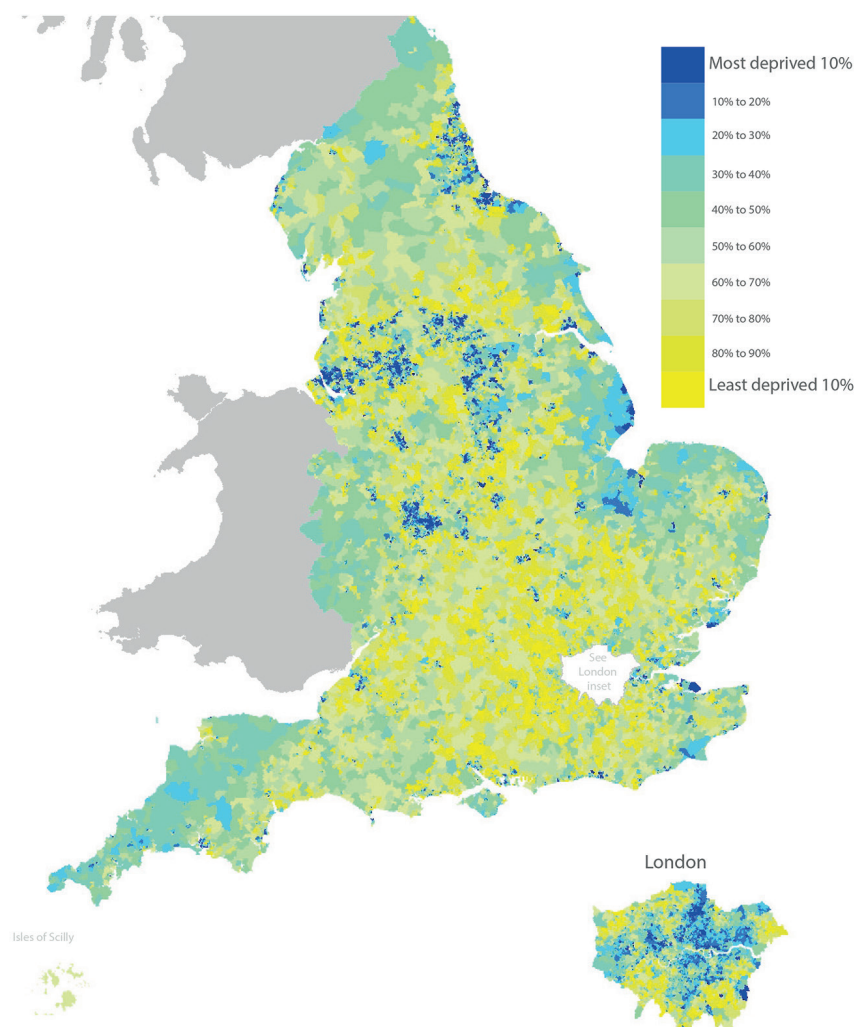 Most deprived 10%
10% to 20%
20% to 30%
30% to 40%
40% to 50%
50% to 60%
60% to 70%
70% to 80%
80% to 90%
Least deprived 10%
See
London
inset
London
Isles of Scilly